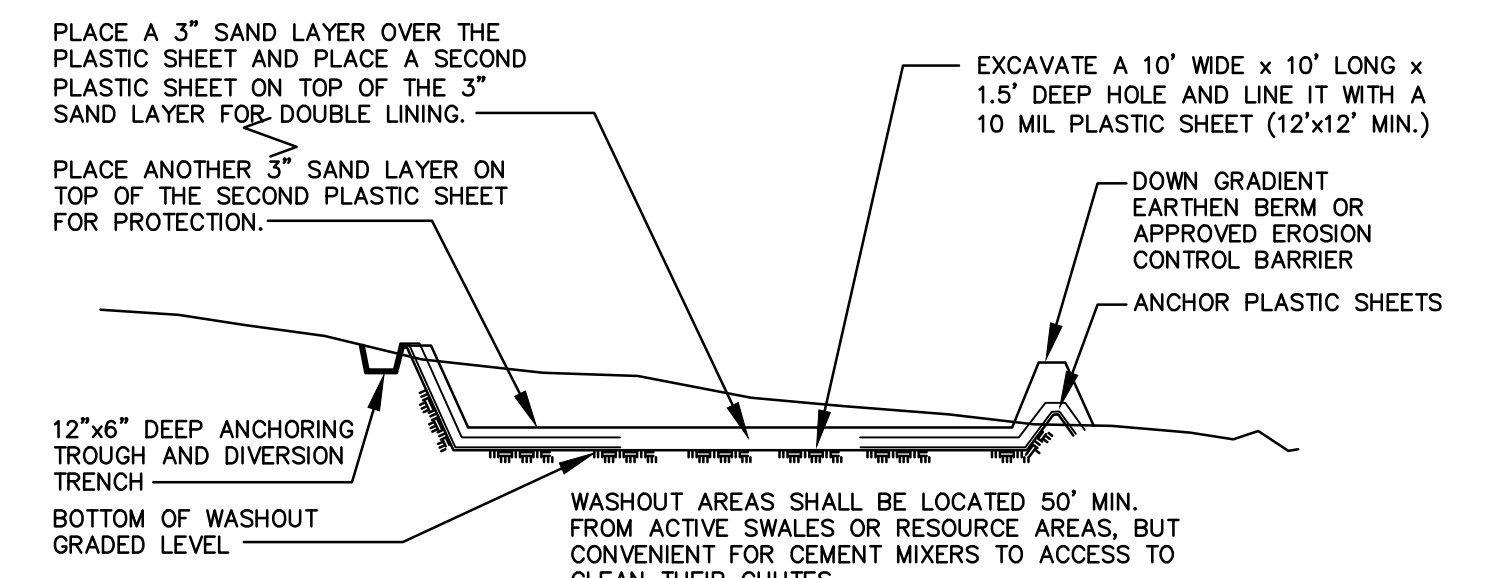 PLACE A 3" SAND LAYER OVER THE
PLASTIC SHEET AND PLACE A SECOND
PLASTIC SHEET ON TOP OF THE 3"
SAND LAYER FOR DOUBLE LINING.
PLACE ANOTHER 3" SAND LAYER ON
TOP OF THE SECOND PLASTIC SHEET
FOR PROTECTION.
EXCAVATE A 10' WIDE x 10' LONG x
1.5' DEEP HOLE AND LINE IT WITH A
10 MIL PLASTIC SHEET (12'x12' MIN.)
DOWN GRADIENT
EARTHEN BERM OR
APPROVED EROSION
CONTROL BARRIER
ANCHOR PLASTIC SHEETS
12"x6" DEEP ANCHORING
TROUGH AND DIVERSION
TRENCH
BOTTOM OF WASHOUT
GRADED LEVEL
WASHOUT AREAS SHALL BE LOCATED 50' MIN.
FROM ACTIVE SWALES OR RESOURCE AREAS, BUT
CONVENIENT FOR CEMENT MIXERS TO ACCESS TO
CLEAN THEIR CHUTES